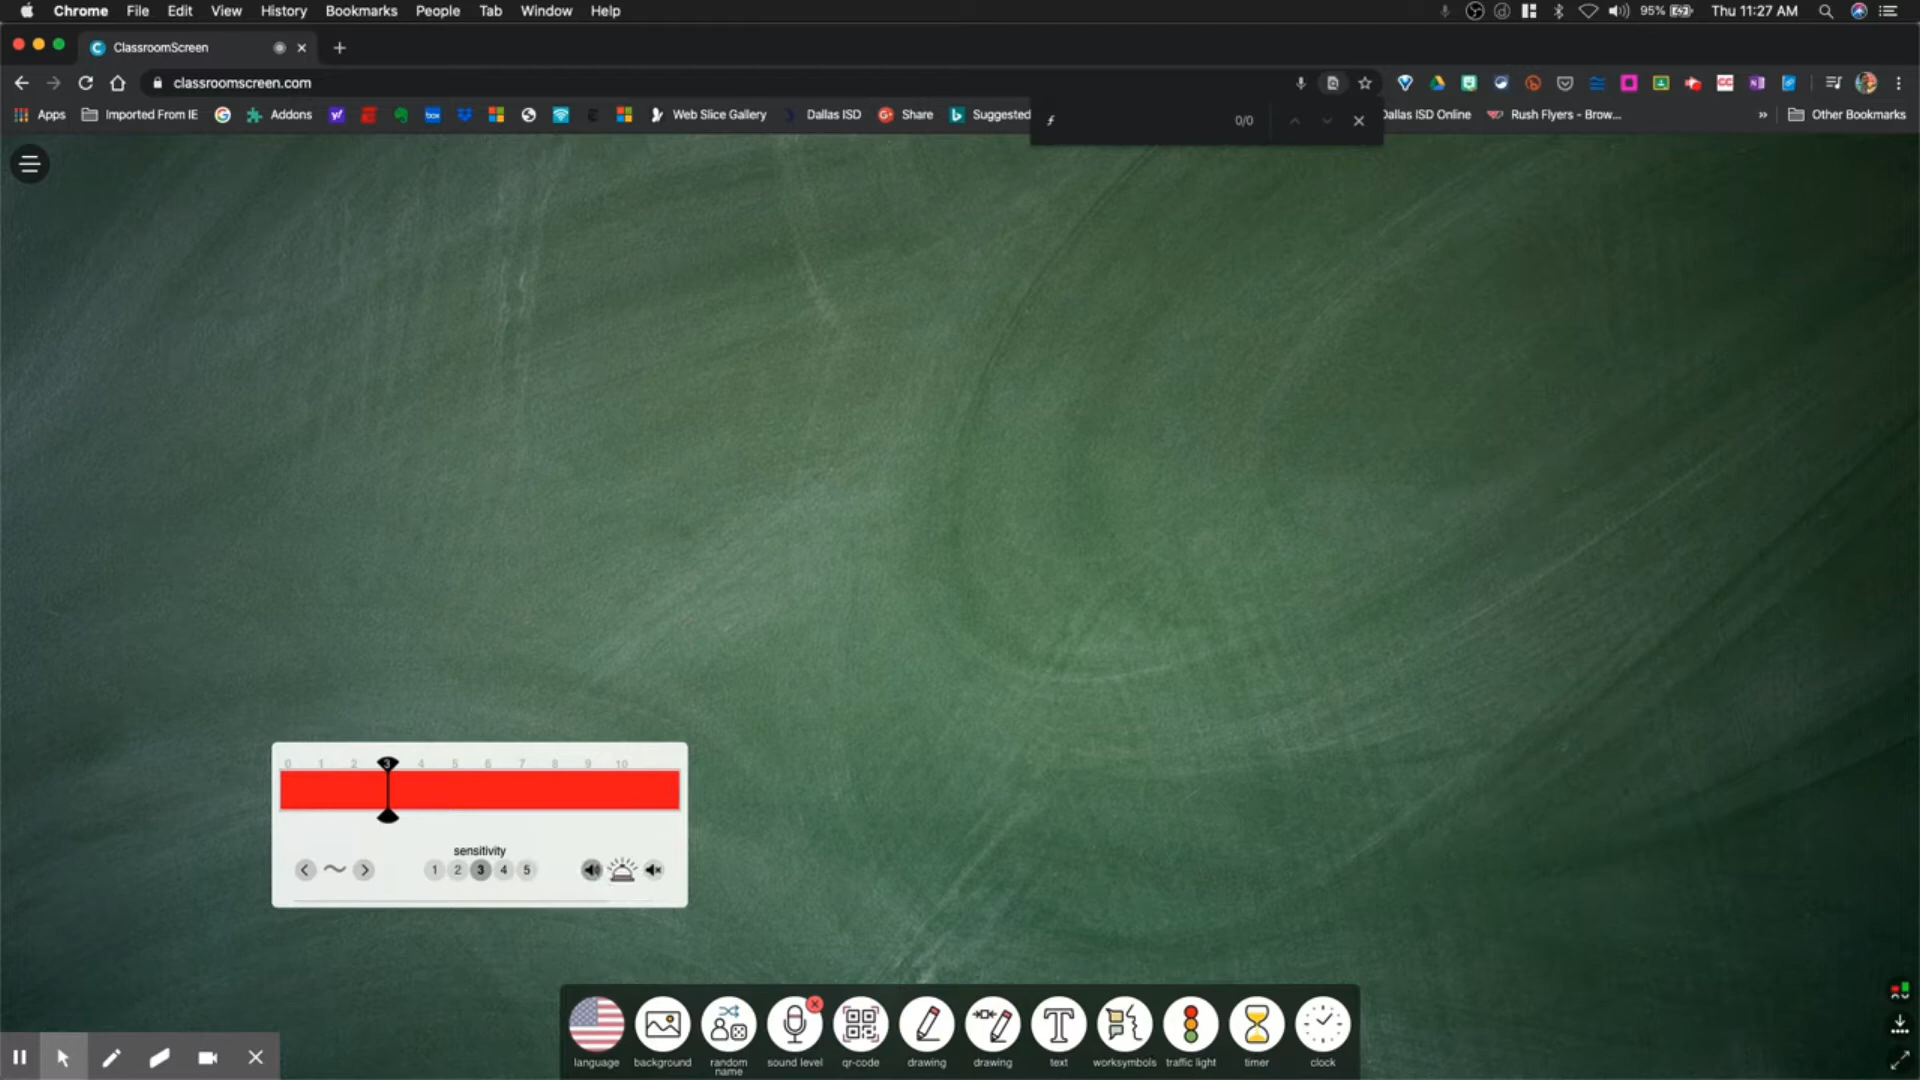 Chrome File Edit View History Bookmarks People Tab Window Help 95% Thu 11:27 AM
ClassroomScreen
classroomscreen.com
Apps Imported From IE Addons Web Slice Gallery Dallas ISD Share Suggested Dallas ISD Online Rush Flyers - Brow... Other Bookmarks
f 0/0
0 1 2 3 4 5 6 7 8 9 10
sensitivity
1 2 3 4 5
language background random name sound level qr-code drawing drawing text worksymbols traffic light timer clock